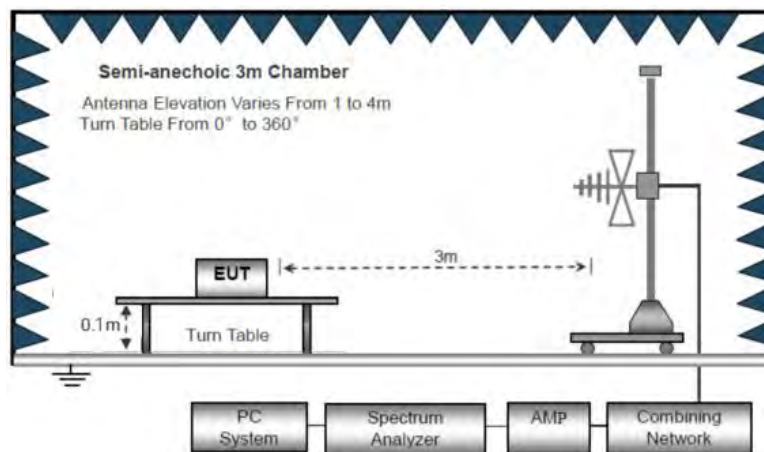 Semi-anechoic 3m Chamber
Antenna Elevation Varies From 1 to 4m
Turn Table From 0° to 360°
3m
EUT
0.1m
Turn Table
PC
System
Spectrum
Analyzer
AMP
Combining
Network